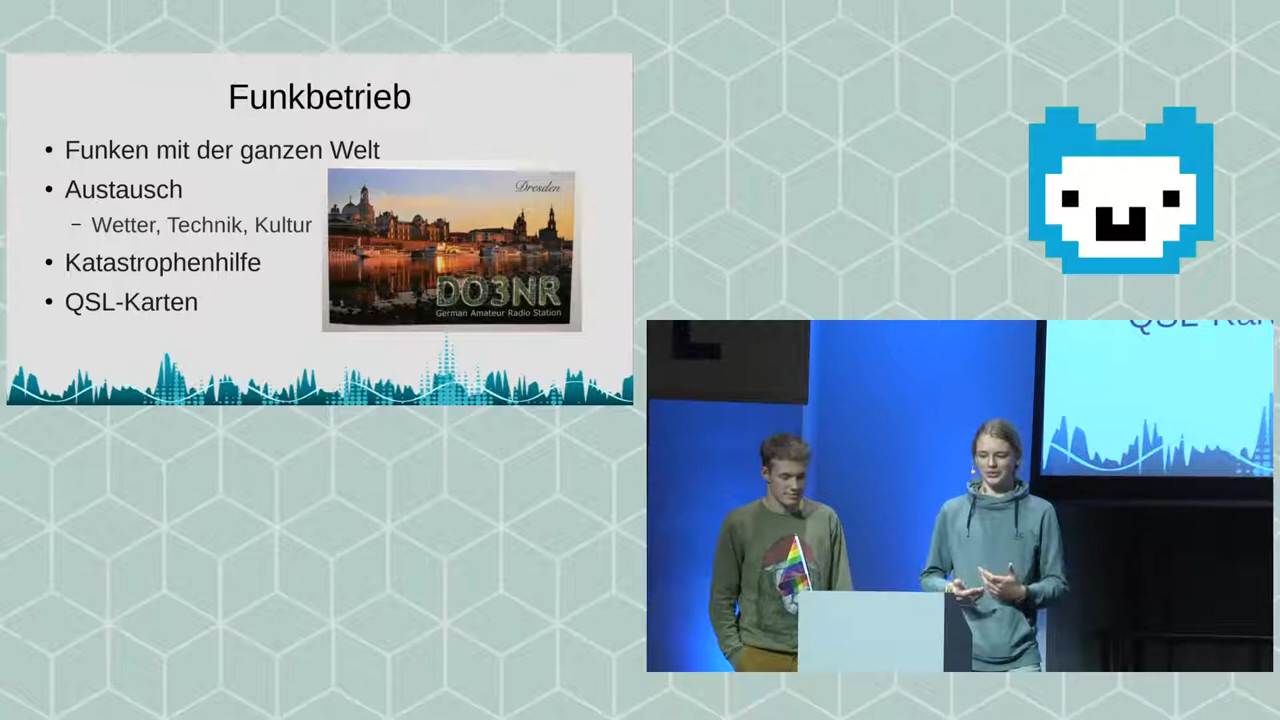 Funkbetrieb
• Funken mit der ganzen Welt
• Austausch
– Wetter, Technik, Kultur
• Katastrophenhilfe
• QSL-Karten
Dresden
DO3NR
German Amateur Radio Station